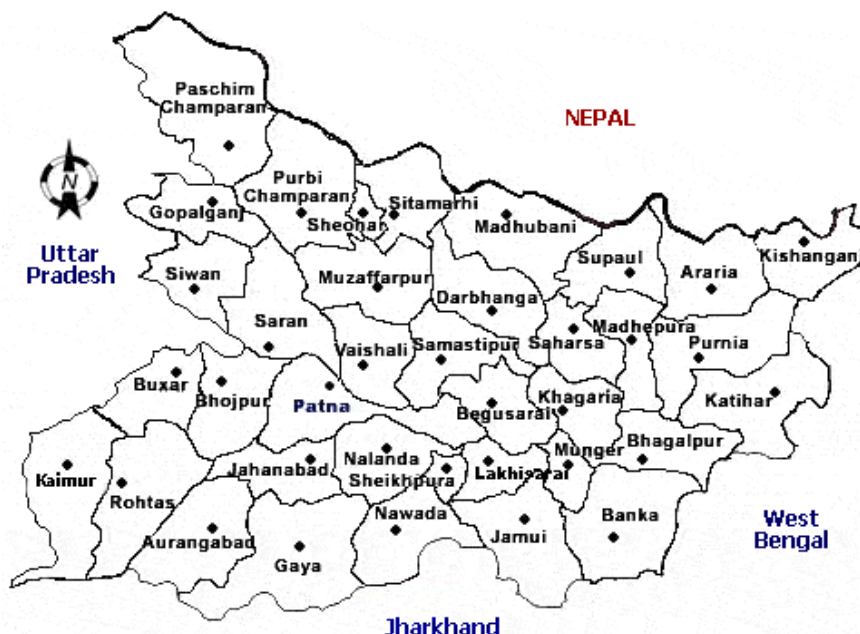 Paschim
Champaran
NEPAL
N
Purbi
Champaran
Sitamarhi
Gopalganj
Sheohar
Madhubani
Uttar
Pradesh
Supaul
Kishangan
Siwan
Muzaffarpur
Araria
Darbhanga
Saran
Madhepura
Vaishali
Samastipur
Saharsa
Purnia
Buxar
Bhojpur
Patna
Begusarai
Khagaria
Katihar
Kaimur
Jahanabad
Nalanda
Sheikhpura
Lakhisarai
Munger
Bhagalpur
Rohtas
Nawada
Banka
West
Bengal
Aurangabad
Gaya
Jamui
Jharkhand